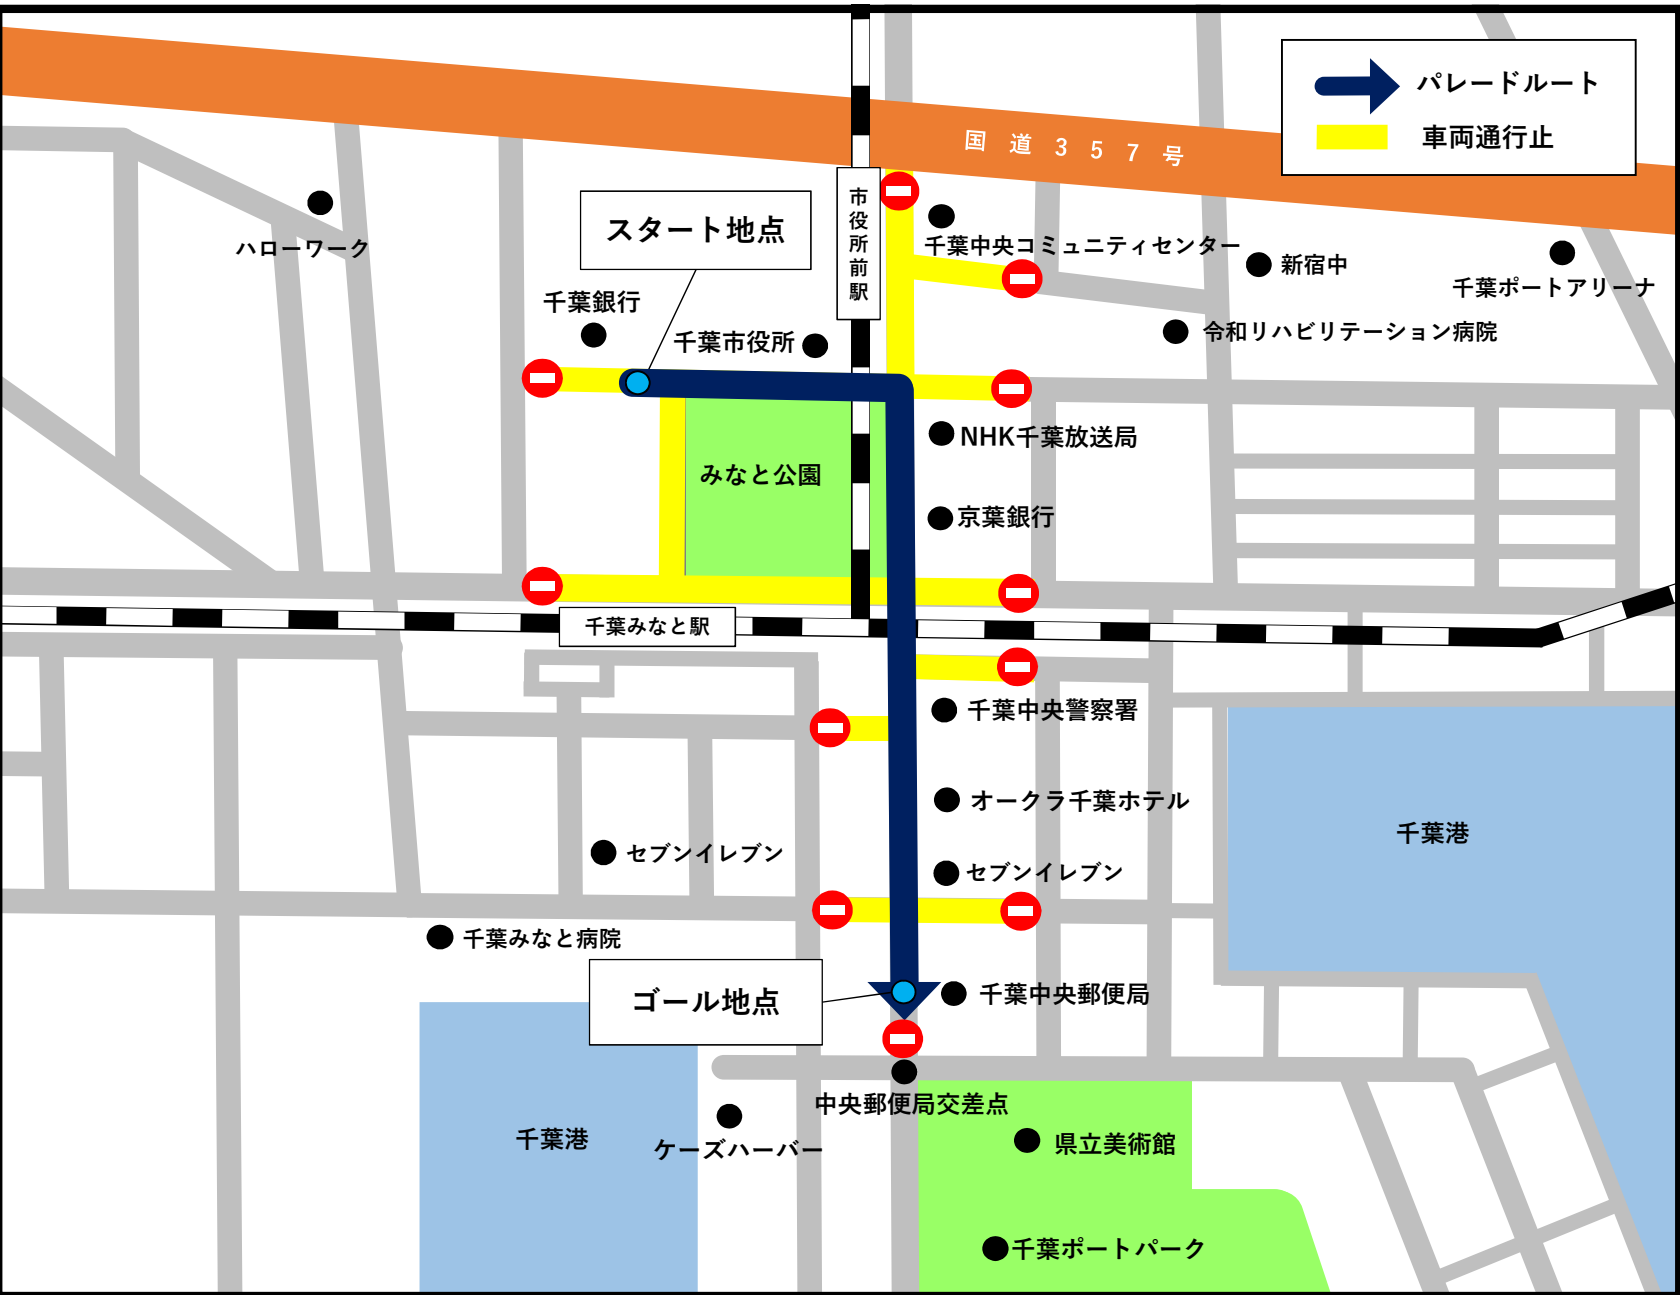 パレードルート
車両通行止
国道357号
市役所前駅
スタート地点
ハローワーク
千葉中央コミュニティセンター
新宿中
千葉ポートアリーナ
千葉銀行
千葉市役所
令和リハビリテーション病院
NHK千葉放送局
みなと公園
京葉銀行
千葉みなと駅
千葉中央警察署
オークラ千葉ホテル
千葉港
セブンイレブン
セブンイレブン
千葉みなと病院
ゴール地点
千葉中央郵便局
中央郵便局交差点
千葉港
ケーズハーバー
県立美術館
千葉ポートパーク